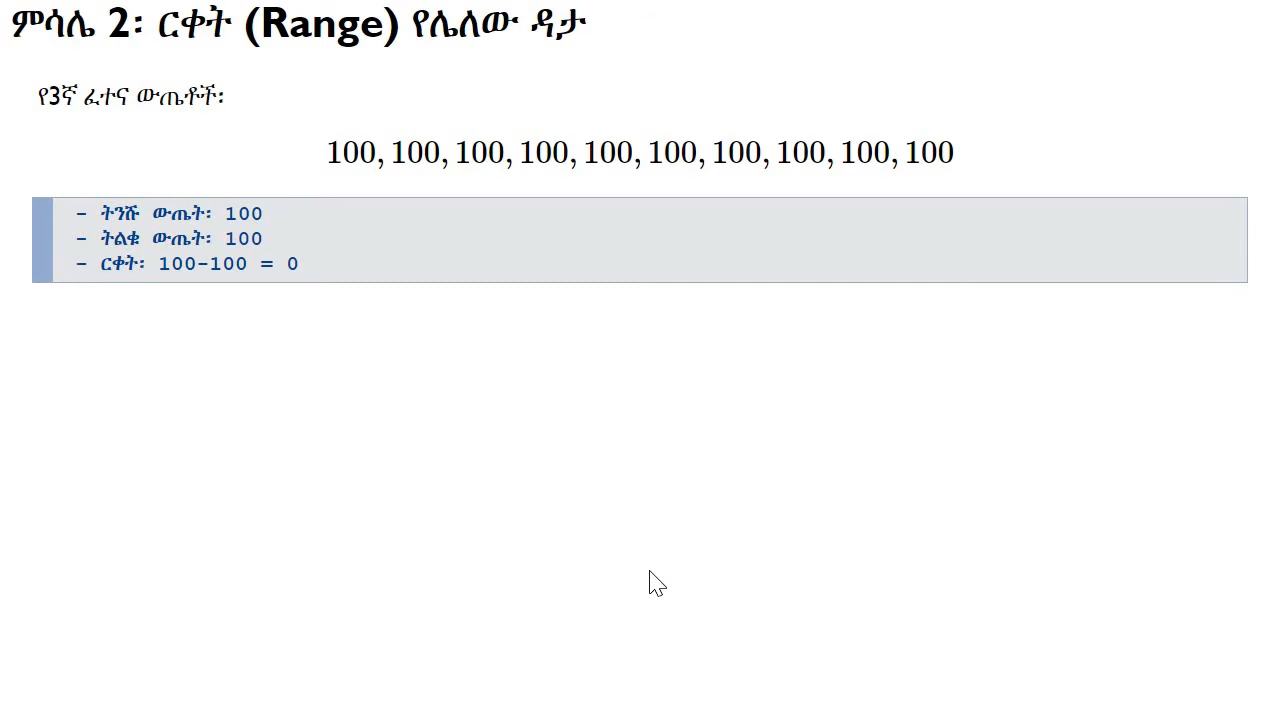 ምሳሌ 2፡ ርቀት (Range) የሌለው ዳታ
የ3ኛ ፈተና ውጤቶች፡
100, 100, 100, 100, 100, 100, 100, 100, 100, 100
- ትንሹ ውጤት፡ 100
- ትልቁ ውጤት፡ 100
- ርቀት፡ 100-100 = 0